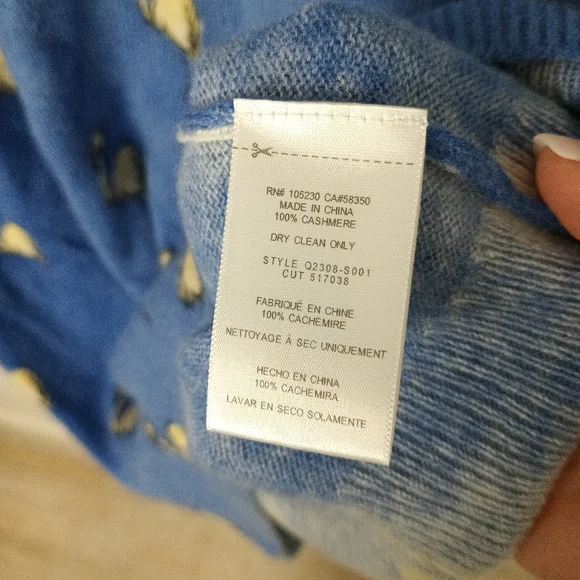 RN# 105230 CA#58350
MADE IN CHINA
100% CASHMERE
DRY CLEAN ONLY
STYLE Q2308-S001
CUT 517038
FABRIQUÉ EN CHINE
100% CACHEMIRE
NETTOYAGE À SEC UNIQUEMENT
HECHO EN CHINA
100% CACHEMIRA
LAVAR EN SECO SOLAMENTE